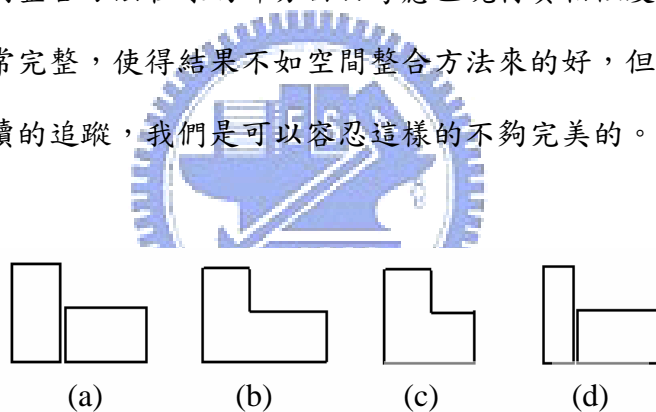 常完整,使得結果不如空間整合方法來的好,但
的追蹤,我們是可以容忍這樣的不夠完美的。
(a) (b) (c) (d)